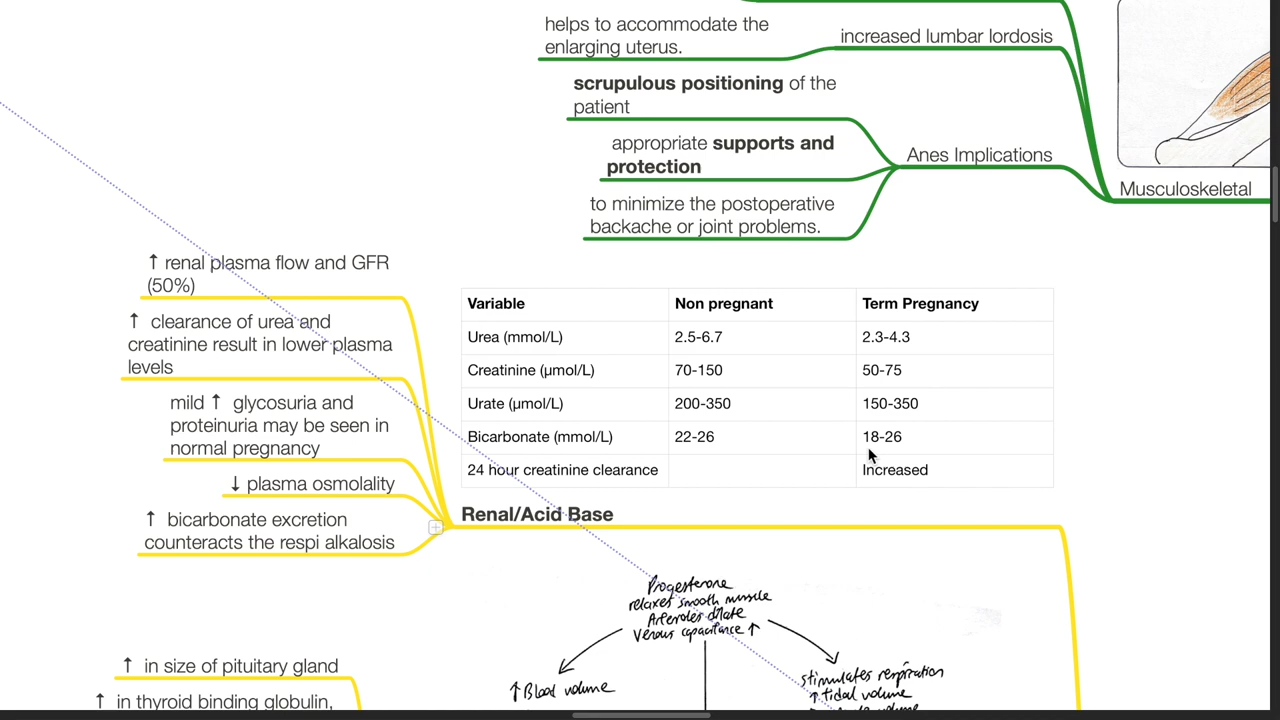 helps to accommodate the
enlarging uterus.
increased lumbar lordosis
scrupulous positioning of the
patient
appropriate supports and
protection
to minimize the postoperative
backache or joint problems.
Anes Implications
Musculoskeletal
↑ renal plasma flow and GFR
(50%)
↑ clearance of urea and
creatinine result in lower plasma
levels
mild ↑ glycosuria and
proteinuria may be seen in
normal pregnancy
↓ plasma osmolality
↑ bicarbonate excretion
counteracts the respi alkalosis
Variable Non pregnant Term Pregnancy
Urea (mmol/L) 2.5-6.7 2.3-4.3
Creatinine (µmol/L) 70-150 50-75
Urate (µmol/L) 200-350 150-350
Bicarbonate (mmol/L) 22-26 18-26
24 hour creatinine clearance Increased
Renal/Acid Base
Progesterone
relaxes smooth muscle
Arterioles dilate
Venous capacitance ↑
↑ Blood volume
stimulates respiration
↑ tidal volume
↑ in size of pituitary gland
↑ in thyroid binding globulin,